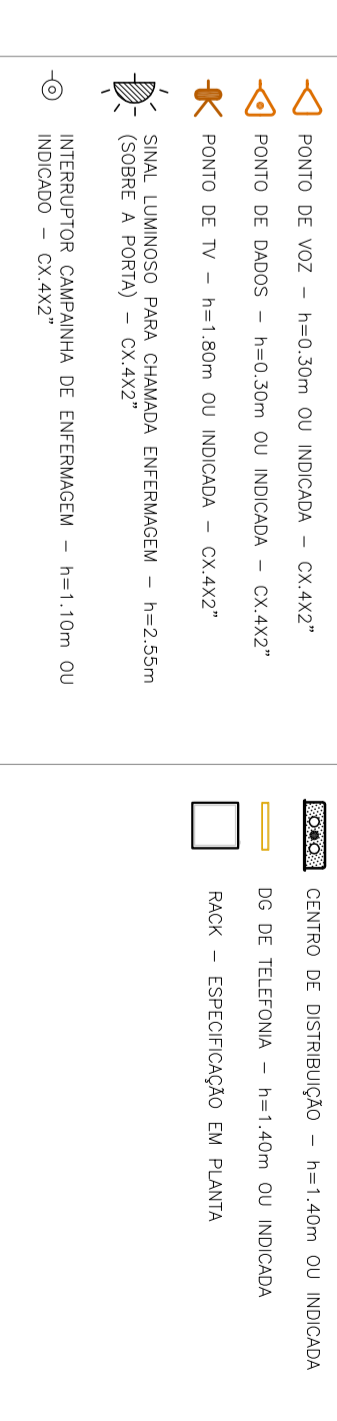 PONTO DE VOZ – h=0.30m OU INDICADA – CX.4X2"
PONTO DE DADOS – h=0.30m OU INDICADA – CX.4X2"
PONTO DE TV – h=1.80m OU INDICADA – CX.4X2"
SINAL LUMINOSO PARA CHAMADA ENFERMAGEM – h=2.55m
(SOBRE A PORTA) – CX.4X2"
INTERRUPTOR CAMPAINHA DE ENFERMAGEM – h=1.10m OU
INDICADO – CX.4X2"
CENTRO DE DISTRIBUIÇÃO – h=1.40m OU INDICADA
DG DE TELEFONIA – h=1.40m OU INDICADA
RACK – ESPECIFICAÇÃO EM PLANTA